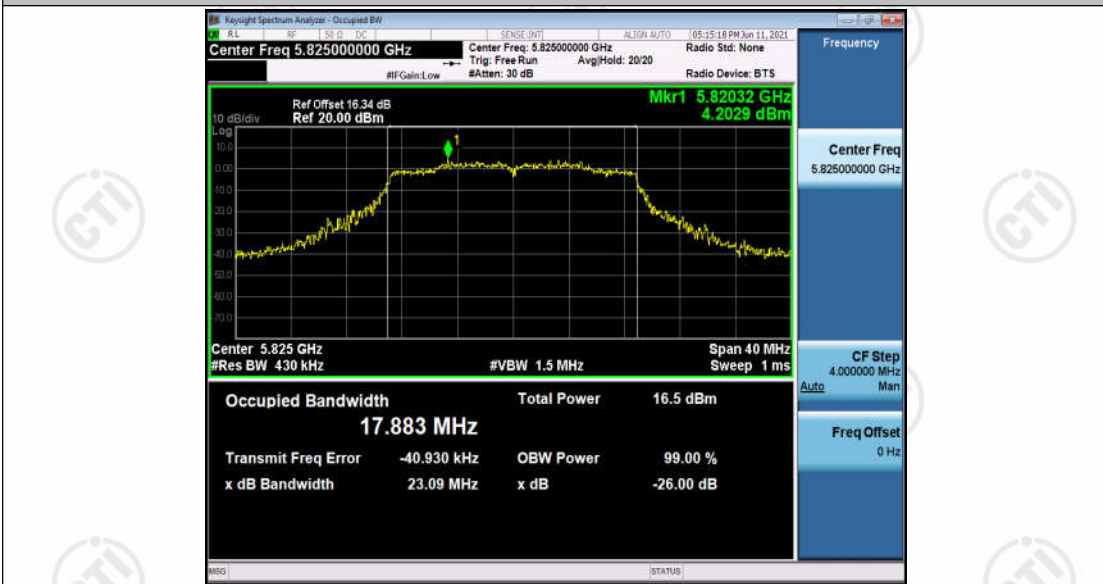 Keysight Spectrum Analyzer - Occupied BW
RL RF 50 Ω DC SENSE:INT ALIGN AUTO 05:15:18 PM Jun 11, 2021
Center Freq 5.825000000 GHz
Center Freq: 5.825000000 GHz
Radio Std: None
Trig: Free Run Avg|Hold: 20/20
#IFGain:Low
#Atten: 30 dB
Radio Device: BTS
Frequency
Ref Offset 16.34 dB
Mkr1 5.82032 GHz
10 dB/div Ref 20.00 dBm
4.2029 dBm
Log
1
10.0
0.00
-10.0
-20.0
-30.0
-40.0
-50.0
-60.0
-70.0
Center 5.825 GHz
Span 40 MHz
#Res BW 430 kHz
#VBW 1.5 MHz
Sweep 1 ms
Occupied Bandwidth
Total Power 16.5 dBm
17.883 MHz
Transmit Freq Error -40.930 kHz
OBW Power 99.00 %
x dB Bandwidth 23.09 MHz
x dB -26.00 dB
Center Freq
5.825000000 GHz
CF Step
4.000000 MHz
Auto Man
Freq Offset
0 Hz
MSG
STATUS
CTI
CTI